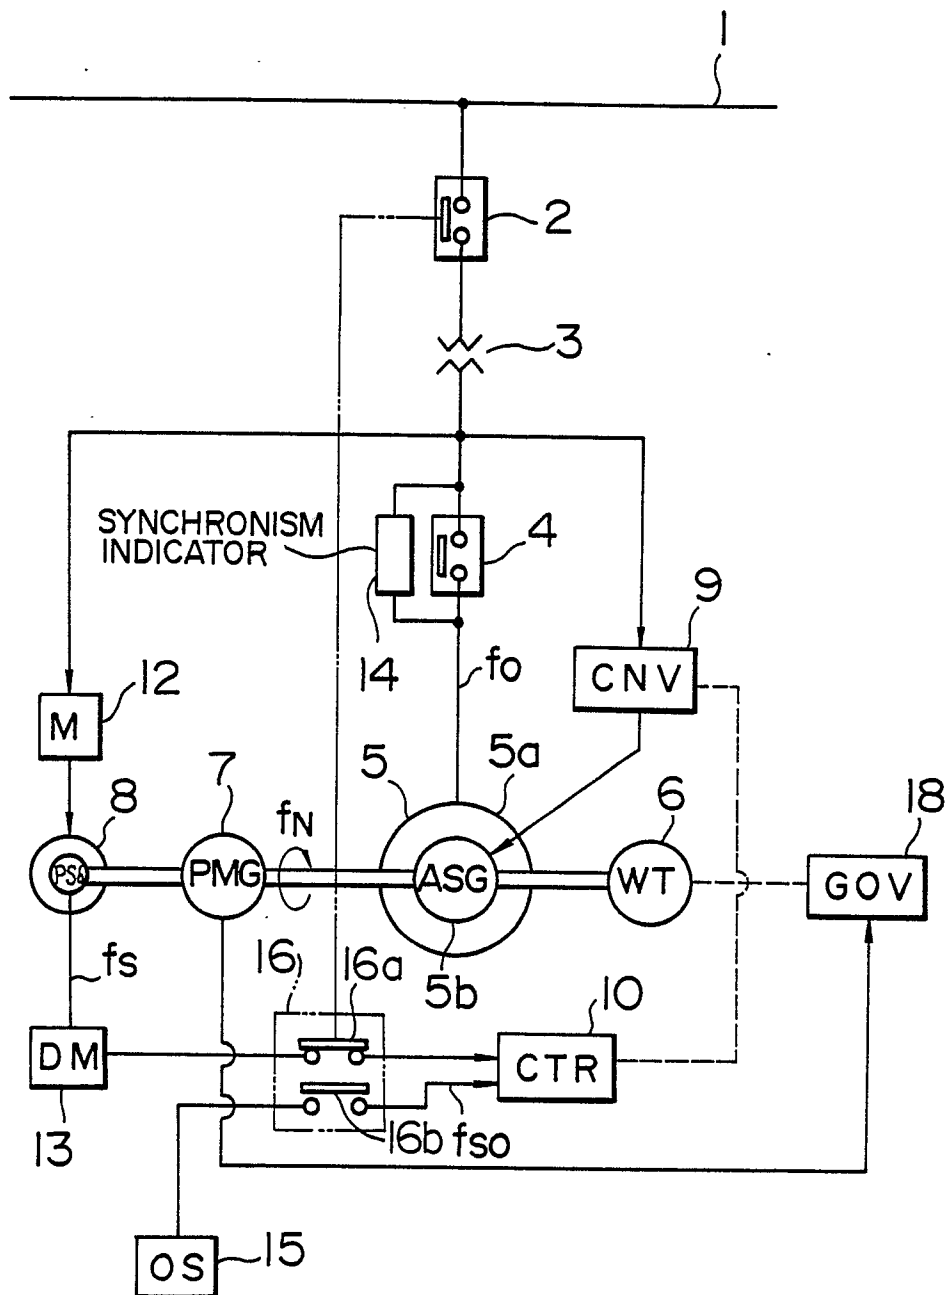 1
2
3
SYNCHRONISM
INDICATOR
4
9
14
fo
CNV
12
M
7
5
5a
6
18
8
fN
PSG
PMG
ASG
WT
GOV
fs
16
16a
5b
10
DM
CTR
13
16b
fso
OS
15